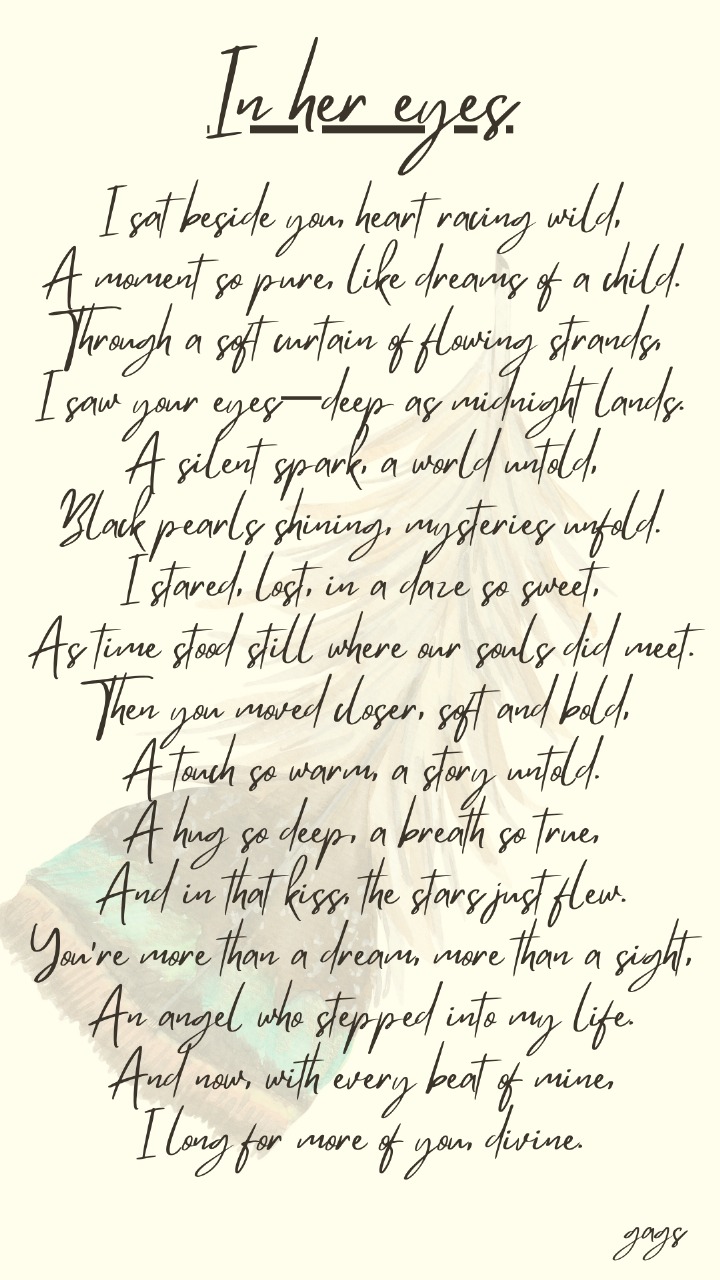 In her eyes.
I sat beside you, heart racing wild,
A moment so pure, like dreams of a child.
Through a soft curtain of flowing strands,
I saw your eyes—deep as midnight lands.
A silent spark, a world untold,
Black pearls shining, mysteries unfold.
I stared, lost, in a daze so sweet,
As time stood still where our souls did meet.
Then you moved closer, soft and bold,
A touch so warm, a story untold.
A hug so deep, a breath so true,
And in that kiss, the stars just flew.
You're more than a dream, more than a sight,
An angel who stepped into my life.
And now, with every beat of mine,
I long for more of you, divine.
gags